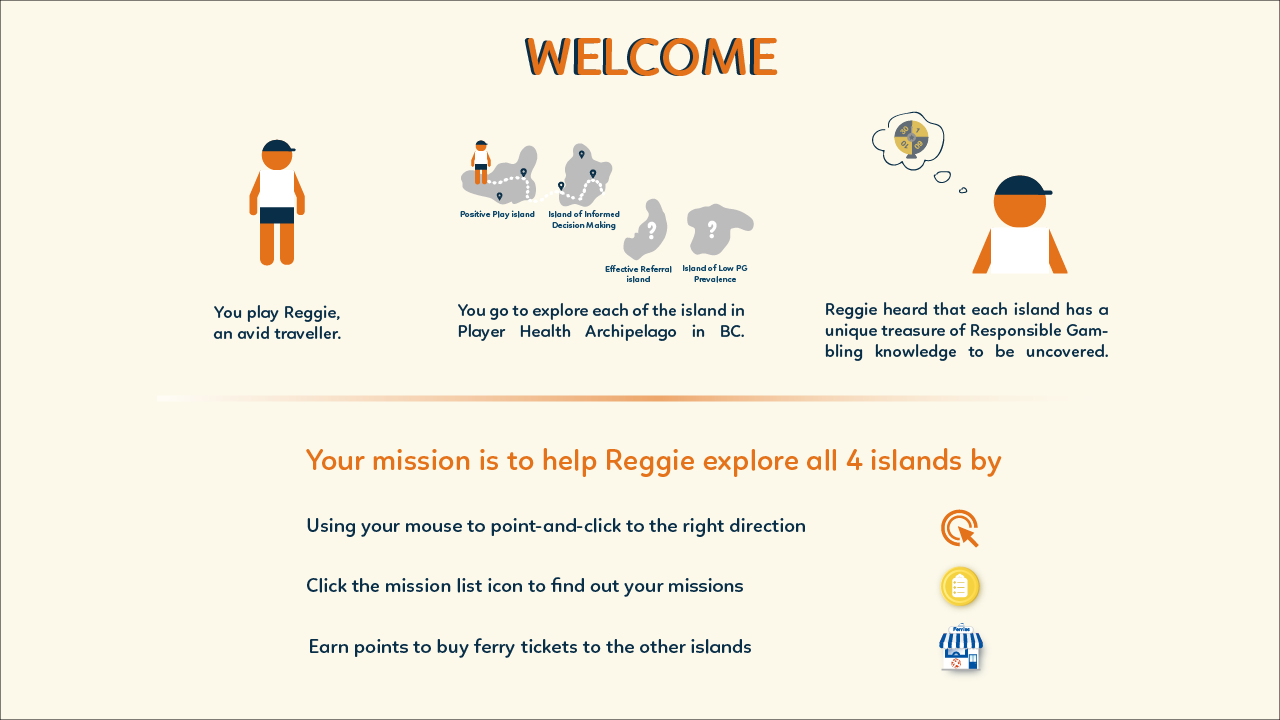 WELCOME
Positive Play island
Island of Informed
Decision Making
Effective Referral
island
Island of Low PG
Prevalence
?
?
You play Reggie,
an avid traveller.
You go to explore each of the island in
Player Health Archipelago in BC.
Reggie heard that each island has a
unique treasure of Responsible Gam-
bling knowledge to be uncovered.
Your mission is to help Reggie explore all 4 islands by
Using your mouse to point-and-click to the right direction
Click the mission list icon to find out your missions
Earn points to buy ferry tickets to the other islands
Ferries